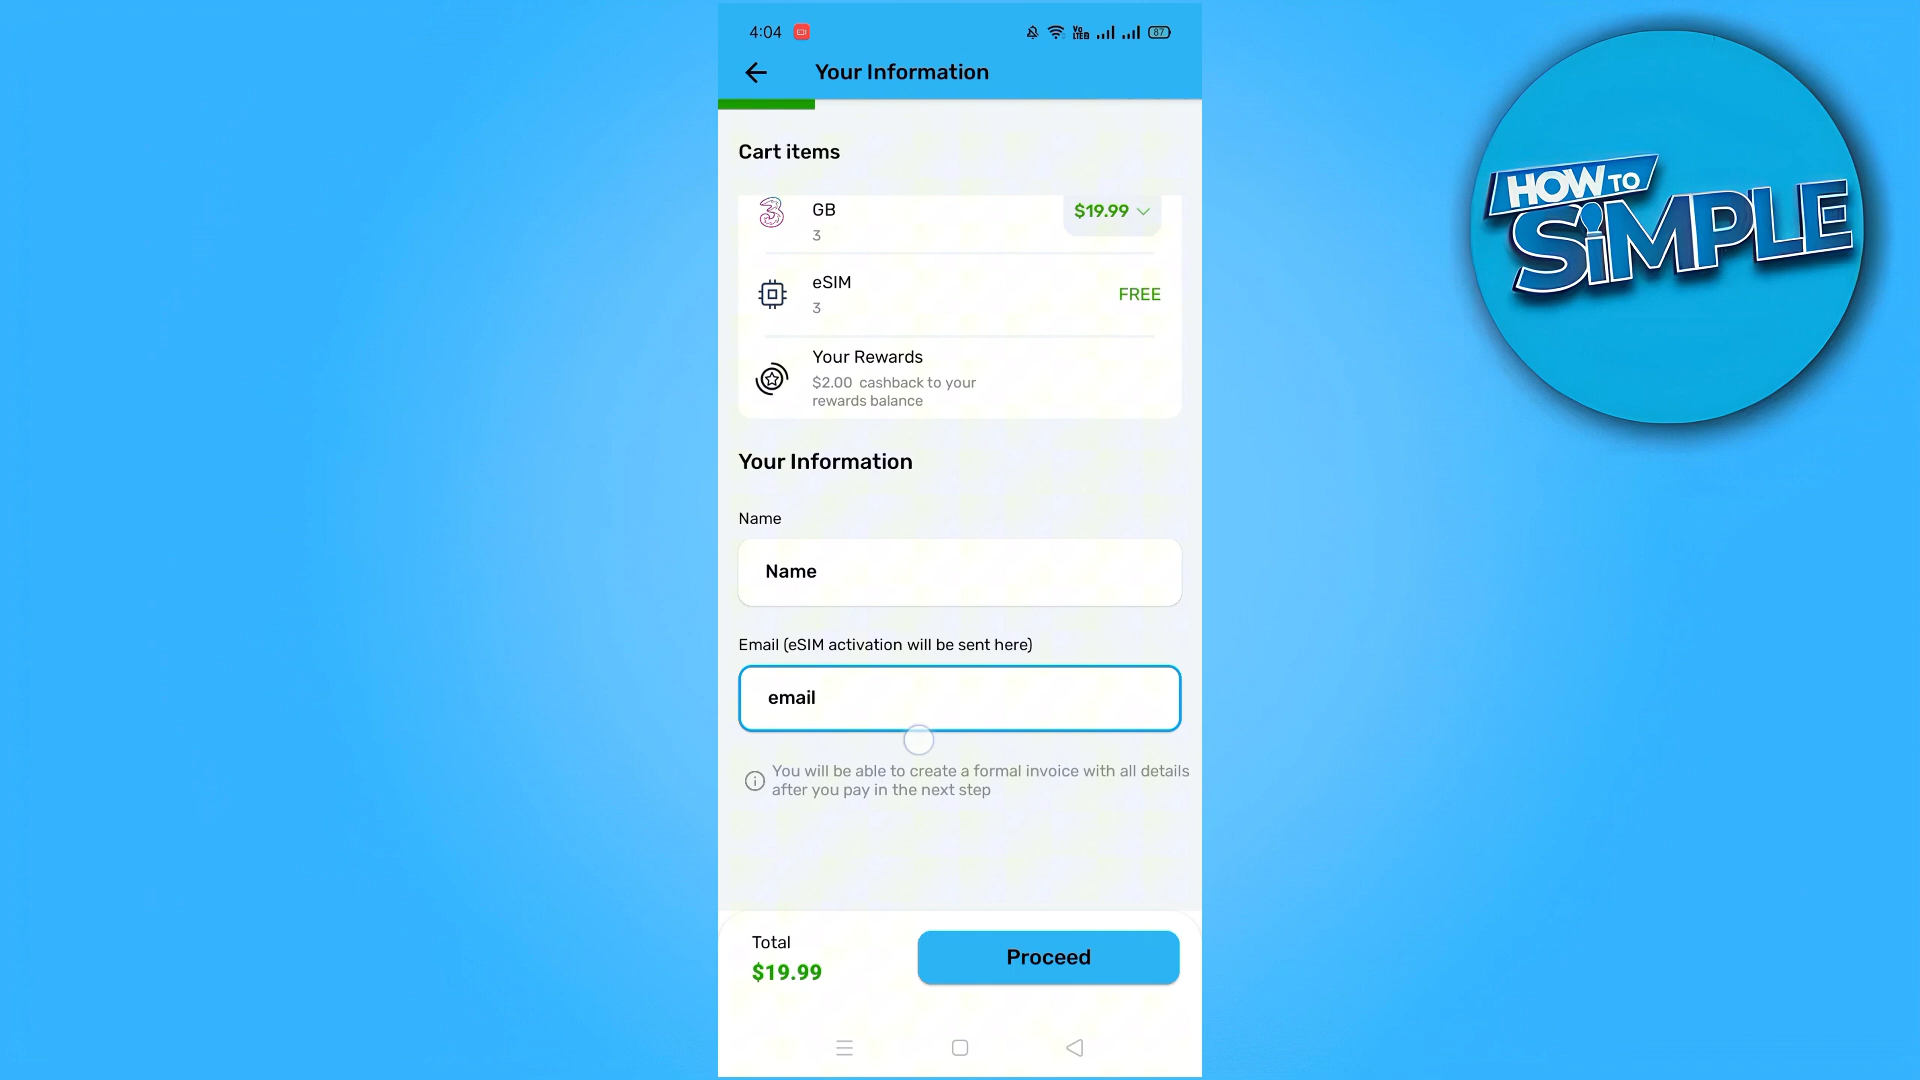 4:04
Vo
LTE
87
Your Information
Cart items
GB
$19.99
3
eSIM
3
FREE
Your Rewards
$2.00 cashback to your
rewards balance
Your Information
Name
Name
Email (eSIM activation will be sent here)
email
You will be able to create a formal invoice with all details
after you pay in the next step
Total
$19.99
Proceed
HOW TO
SiMPLE